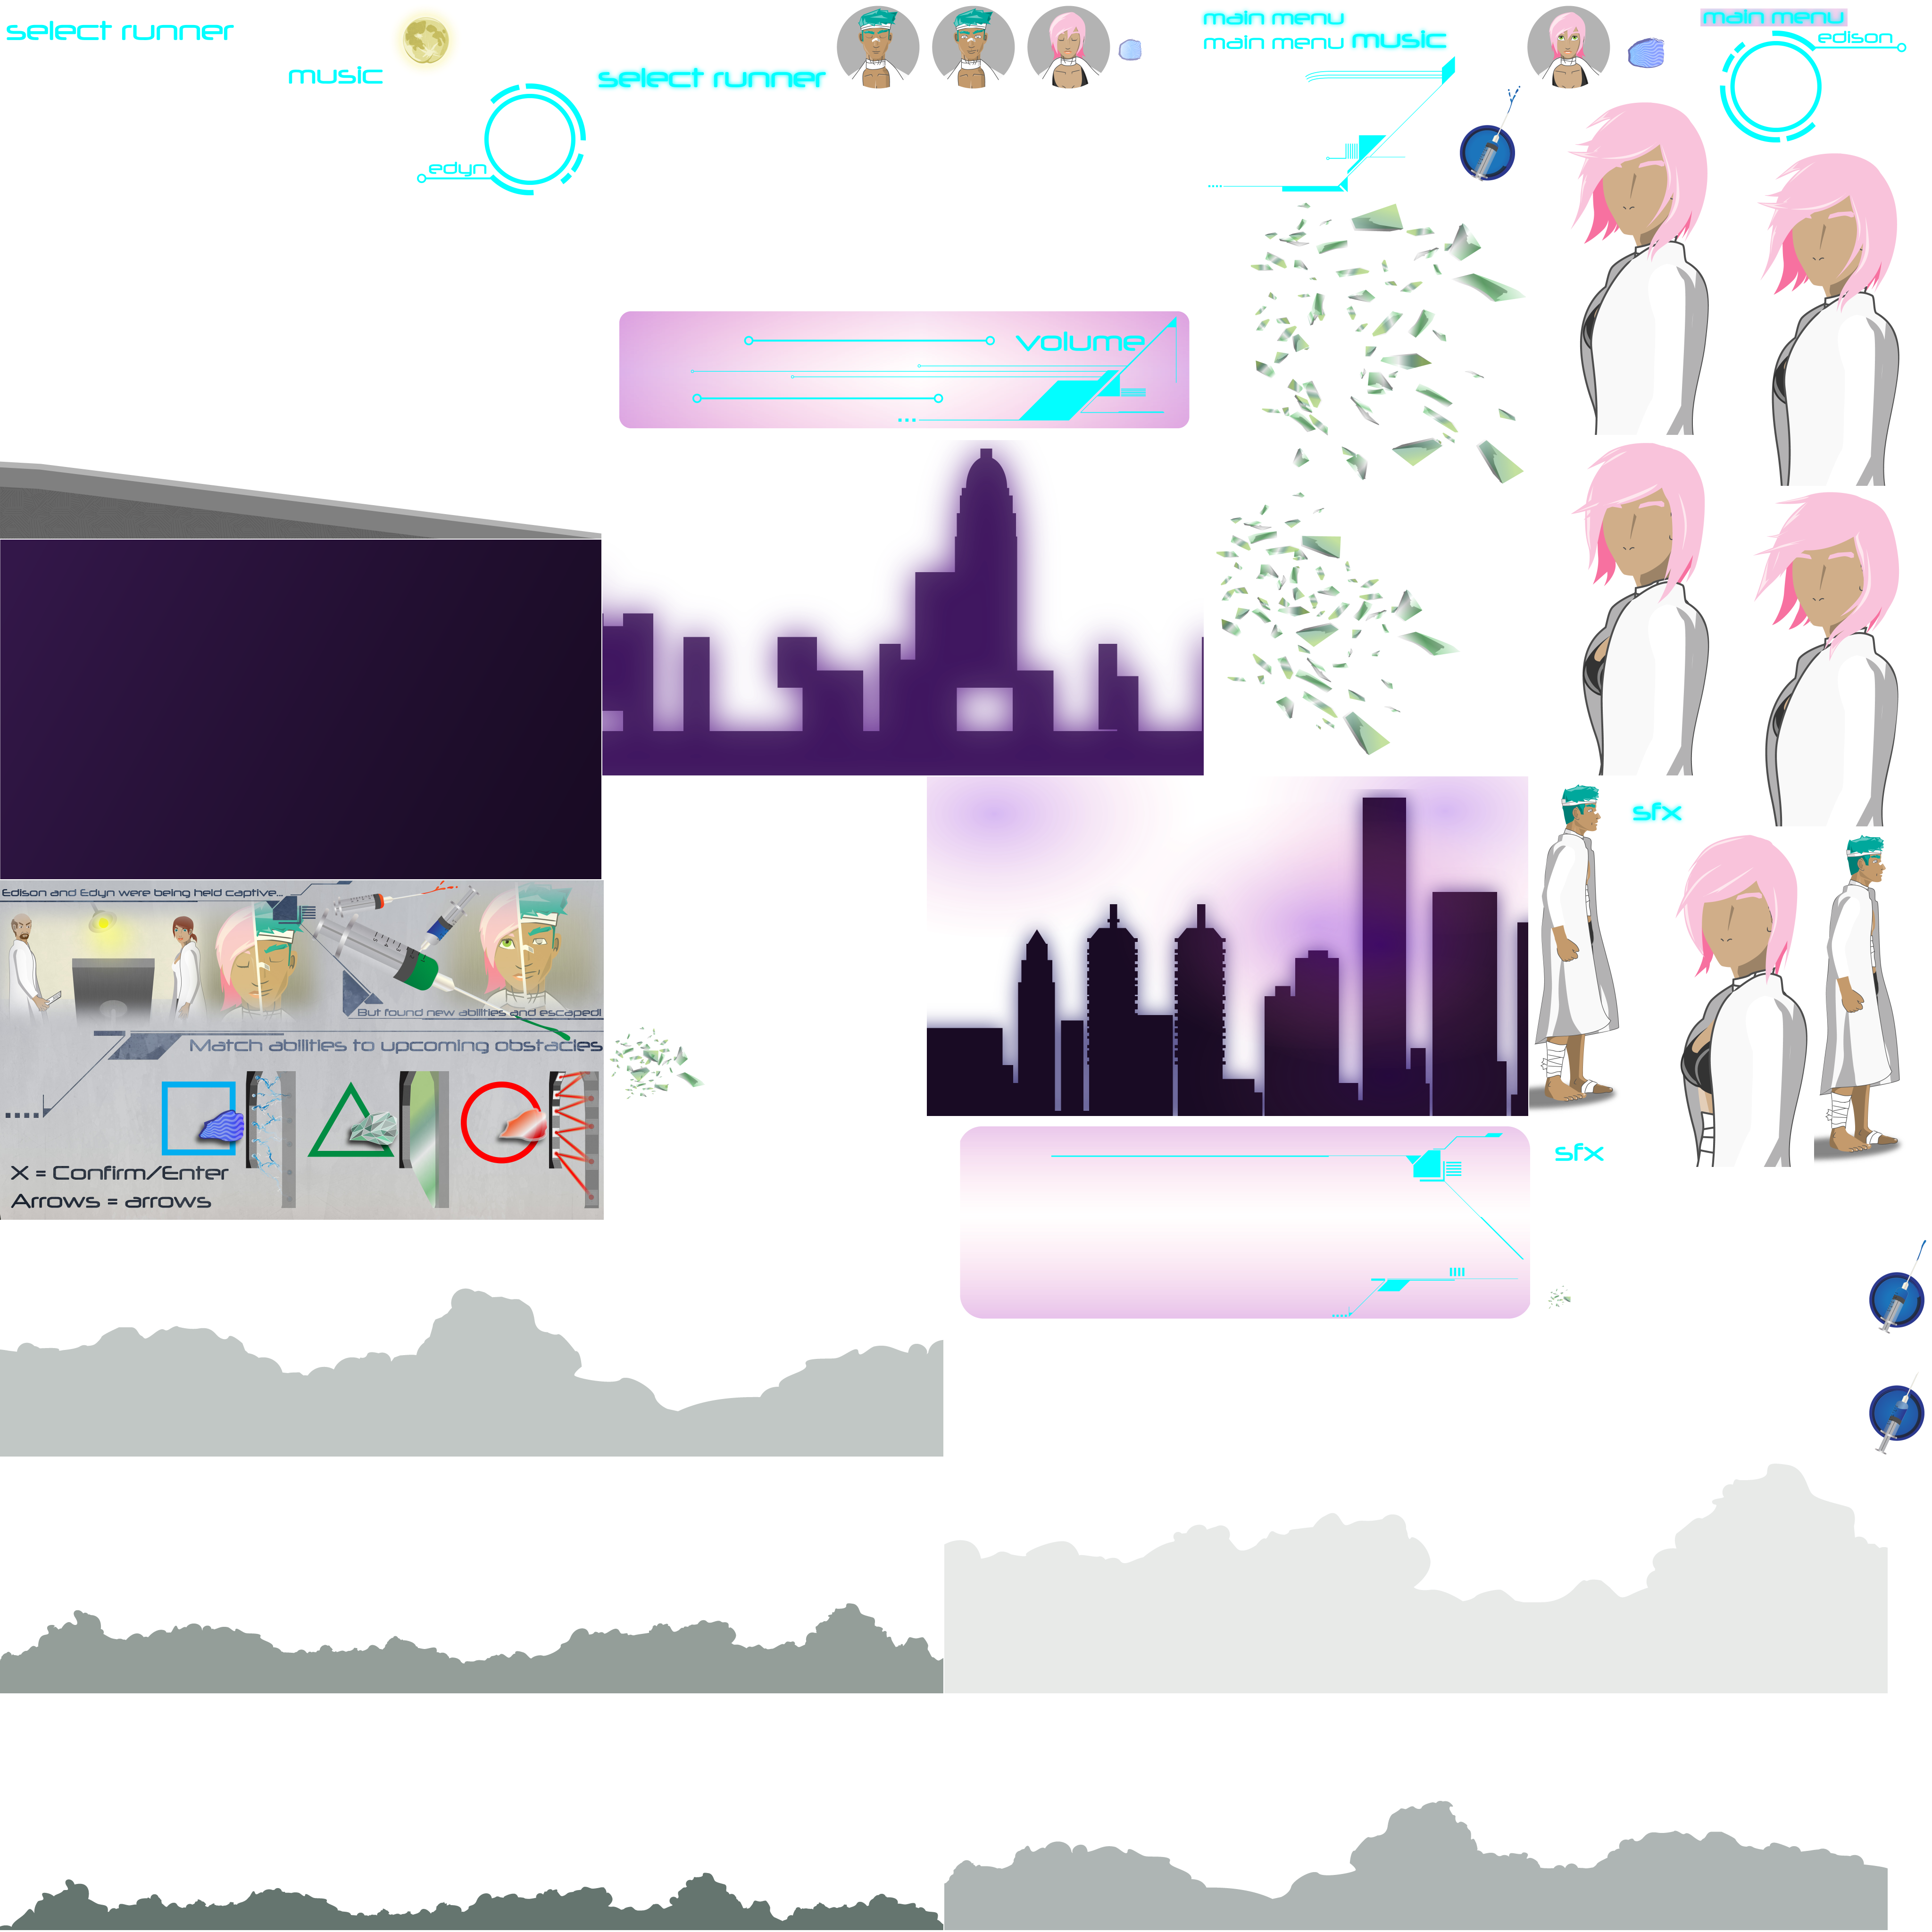 select runner
music
edyn
select runner
main menu
main menu
music
main menu
edison
volume
sfx
Edison and Edyn were being held captive...
But found new abilities and escaped!
Match abilities to upcoming obstacles
X = Confirm/Enter
Arrows = arrows
sfx